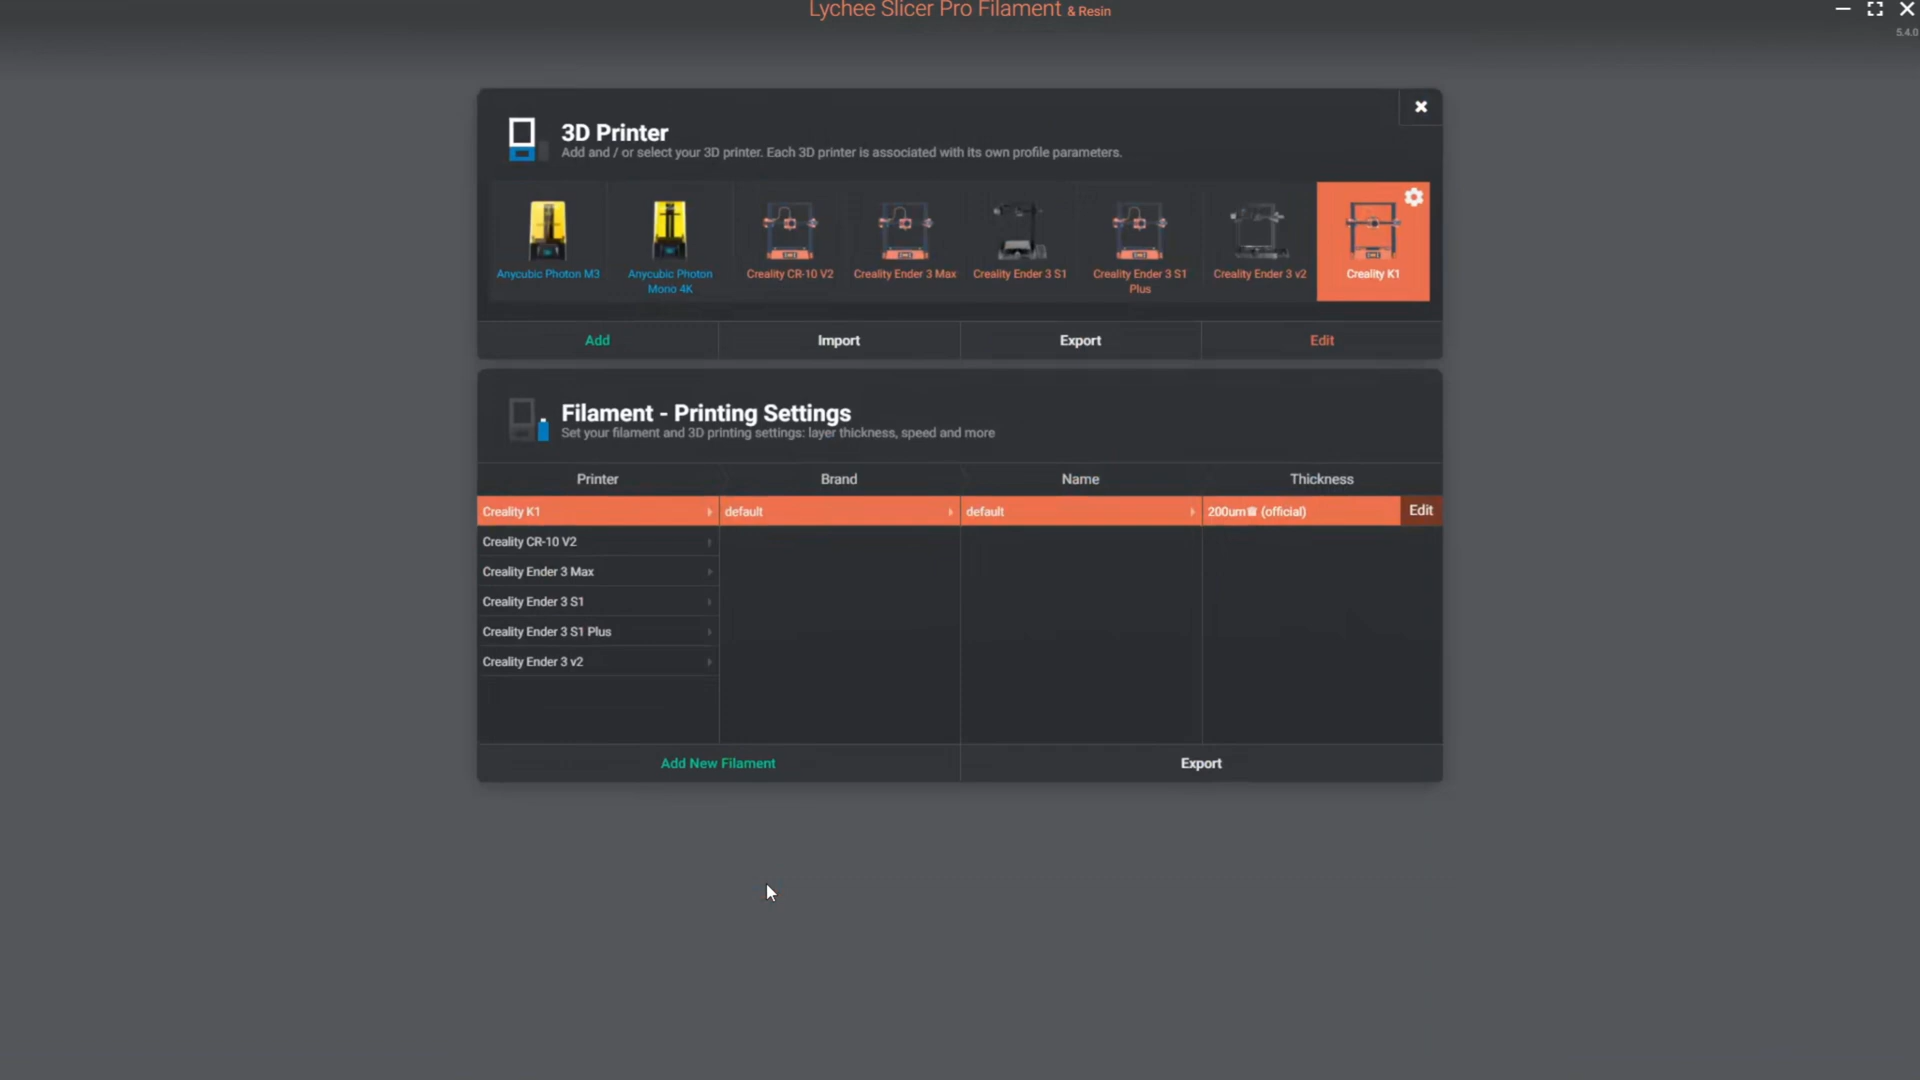 Lychee Slicer Pro Filament & Resin
5.4.0
3D Printer
Add and / or select your 3D printer. Each 3D printer is associated with its own profile parameters.
Anycubic Photon M3
Anycubic Photon
Mono 4K
Creality CR-10 V2
Creality Ender 3 Max
Creality Ender 3 S1
Creality Ender 3 S1
Plus
Creality Ender 3 v2
Creality K1
Add
Import
Export
Edit
Filament - Printing Settings
Set your filament and 3D printing settings: layer thickness, speed and more
Printer
Brand
Name
Thickness
Creality K1
default
default
200um (official)
Edit
Creality CR-10 V2
Creality Ender 3 Max
Creality Ender 3 S1
Creality Ender 3 S1 Plus
Creality Ender 3 v2
Add New Filament
Export